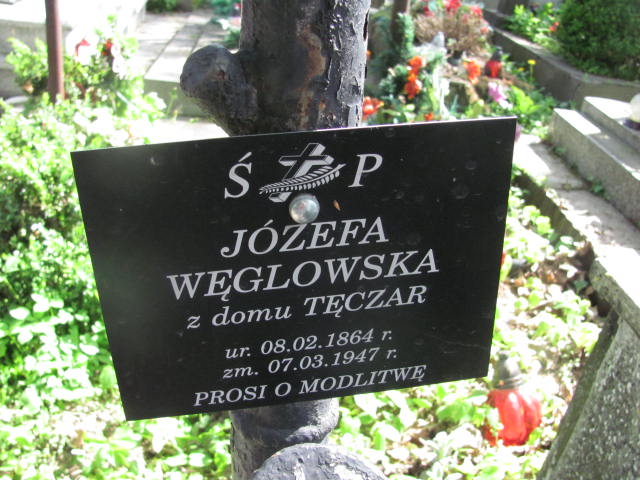 Ś P
JÓZEFA
WĘGLOWSKA
z domu TĘCZAR
ur. 08.02.1864 r.
zm. 07.03.1947 r.
PROSI O MODLITWĘ